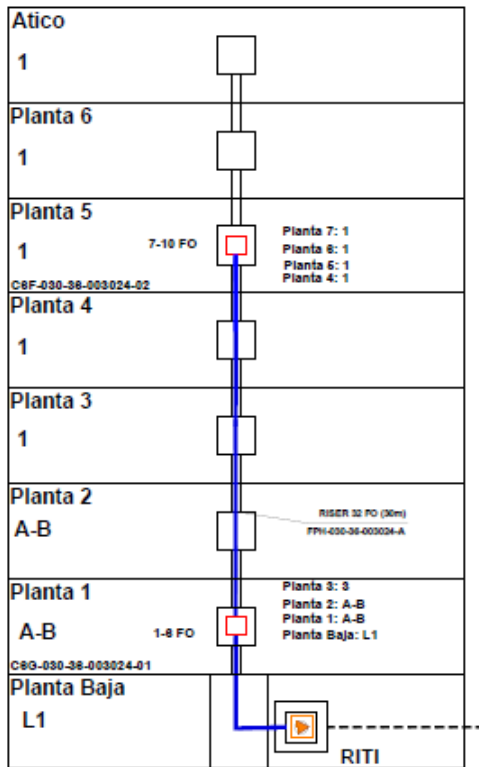 Atico
1
Planta 6
1
Planta 5
1
7-10 FO
Planta 7: 1
Planta 6: 1
Planta 5: 1
Planta 4: 1
C6F-030-36-003024-02
Planta 4
1
Planta 3
1
Planta 2
A-B
RISER 32 FO (30m)
FPH-030-36-003024-A
Planta 1
A-B
1-6 FO
Planta 3: 3
Planta 2: A-B
Planta 1: A-B
Planta Baja: L1
C6G-030-36-003024-01
Planta Baja
L1
RITI